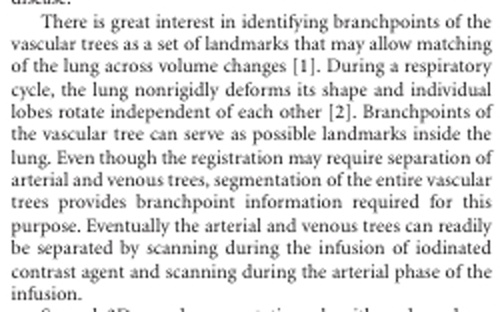 disease.
There is great interest in identifying branchpoints of the
vascular trees as a set of landmarks that may allow matching
of the lung across volume changes [1]. During a respiratory
cycle, the lung nonrigidly deforms its shape and individual
lobes rotate independent of each other [2]. Branchpoints of
the vascular tree can serve as possible landmarks inside the
lung. Even though the registration may require separation of
arterial and venous trees, segmentation of the entire vascular
trees provides branchpoint information required for this
purpose. Eventually the arterial and venous trees can readily
be separated by scanning during the infusion of iodinated
contrast agent and scanning during the arterial phase of the
infusion.